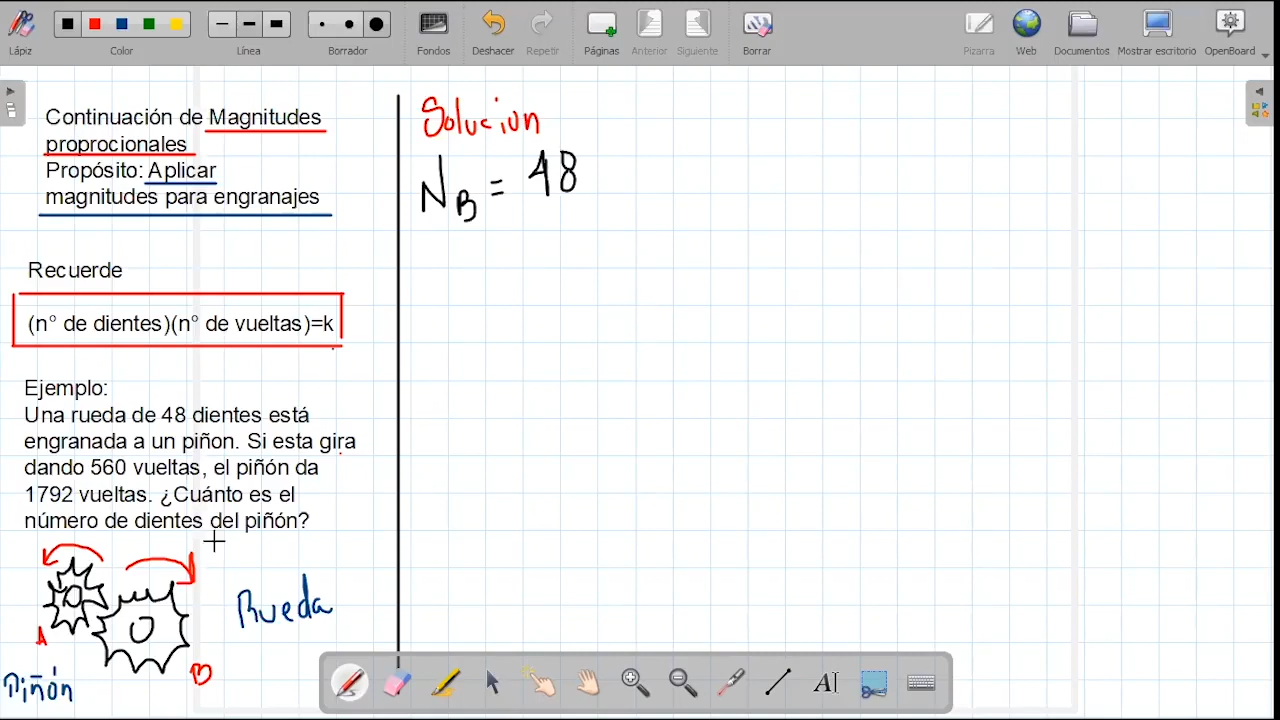 Lápiz
Color
Línea
Borrador
Fondos
Deshacer
Repetir
Páginas
Anterior
Siguiente
Borrar
Pizarra
Web
Documentos
Mostrar escritorio
OpenBoard
Continuación de Magnitudes
proprocionales
Propósito: Aplicar
magnitudes para engranajes
Recuerde
(n° de dientes)(n° de vueltas)=k
Ejemplo:
Una rueda de 48 dientes está
engranada a un piñon. Si esta gira
dando 560 vueltas, el piñón da
1792 vueltas. ¿Cuánto es el
número de dientes del piñón?
A
B
Piñón
Rueda
Solucion
N_B = 48
AI